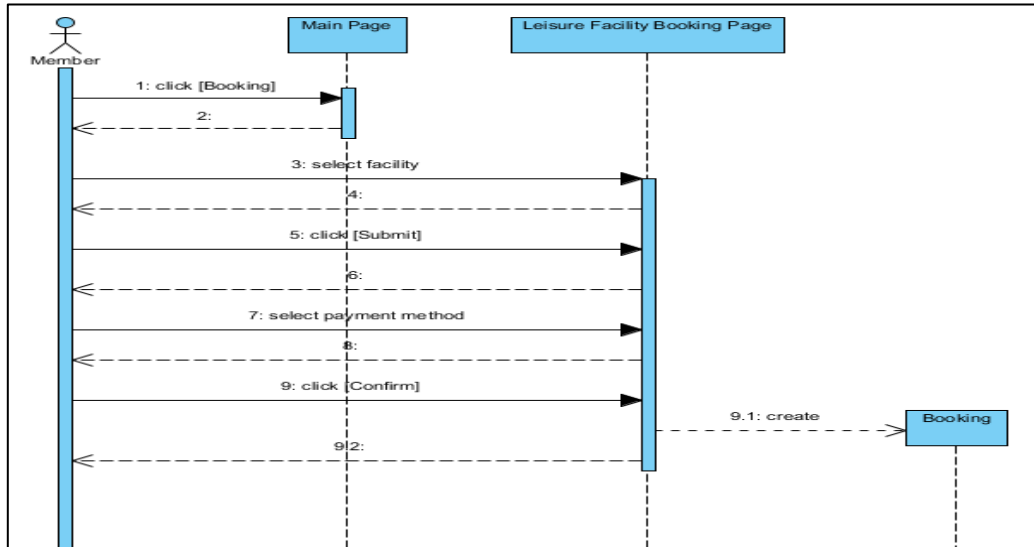 Main Page
Leisure Facility Booking Page
Member
1: click [Booking]
2:
3: select facility
4:
5: click [Submit]
6:
7: select payment method
8:
9: click [Confirm]
9.1: create
Booking
9.2: